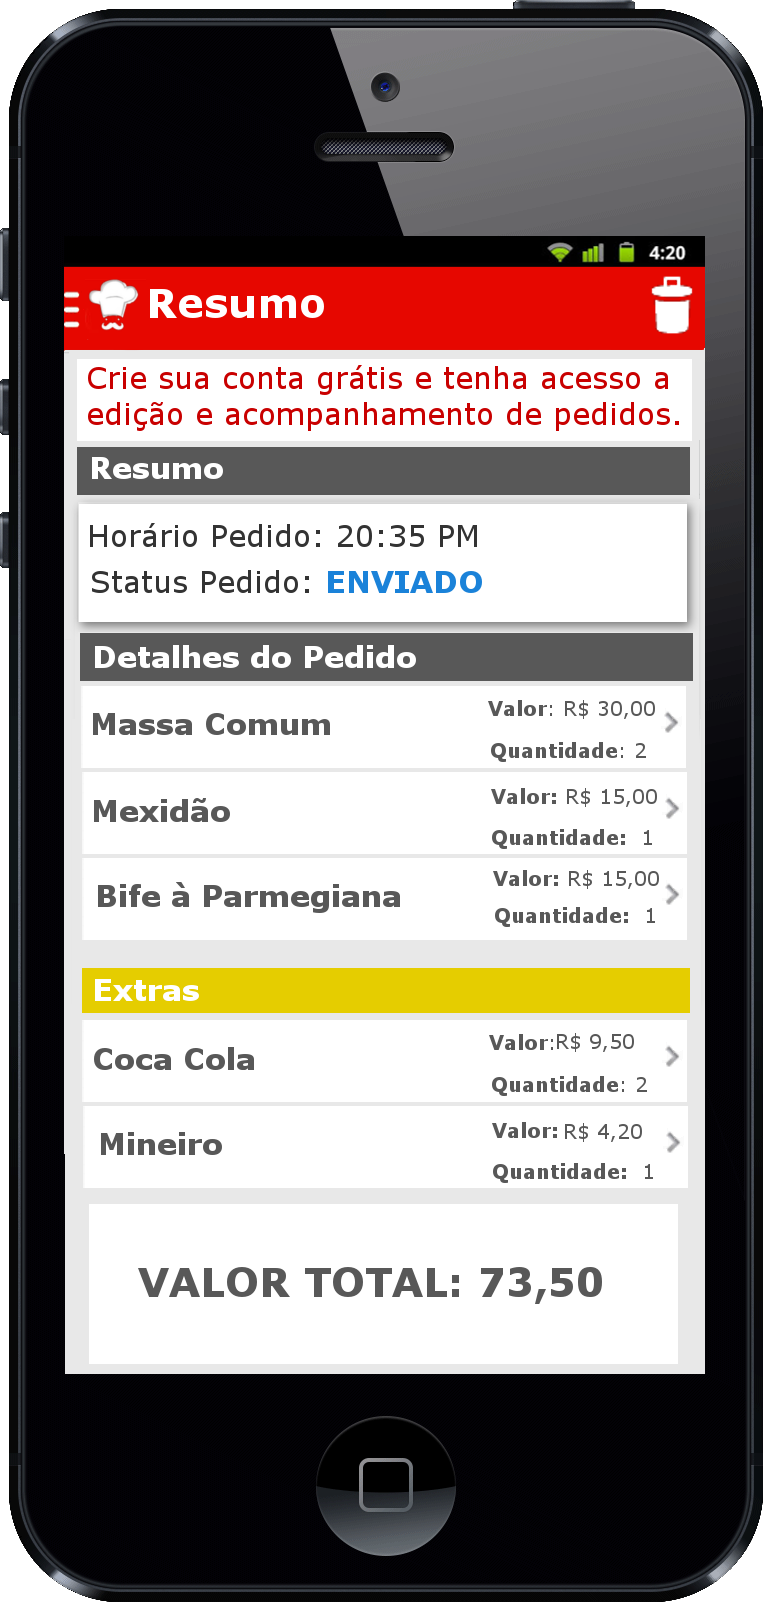 4:20
Resumo
Crie sua conta grátis e tenha acesso a
edição e acompanhamento de pedidos.
Resumo
Horário Pedido: 20:35 PM
Status Pedido: ENVIADO
Detalhes do Pedido
Massa Comum
Valor: R$ 30,00
Quantidade: 2
Mexidão
Valor: R$ 15,00
Quantidade: 1
Bife à Parmegiana
Valor: R$ 15,00
Quantidade: 1
Extras
Coca Cola
Valor:R$ 9,50
Quantidade: 2
Mineiro
Valor: R$ 4,20
Quantidade: 1
VALOR TOTAL: 73,50